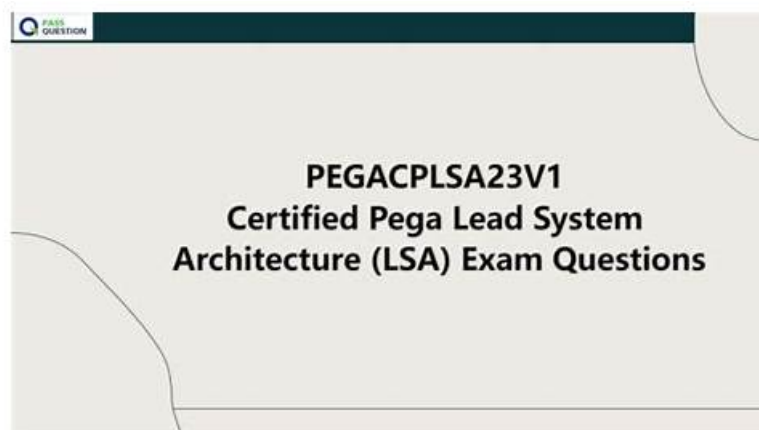 PASS
QUESTION
PEGACPLSA23V1
Certified Pega Lead System
Architecture (LSA) Exam Questions